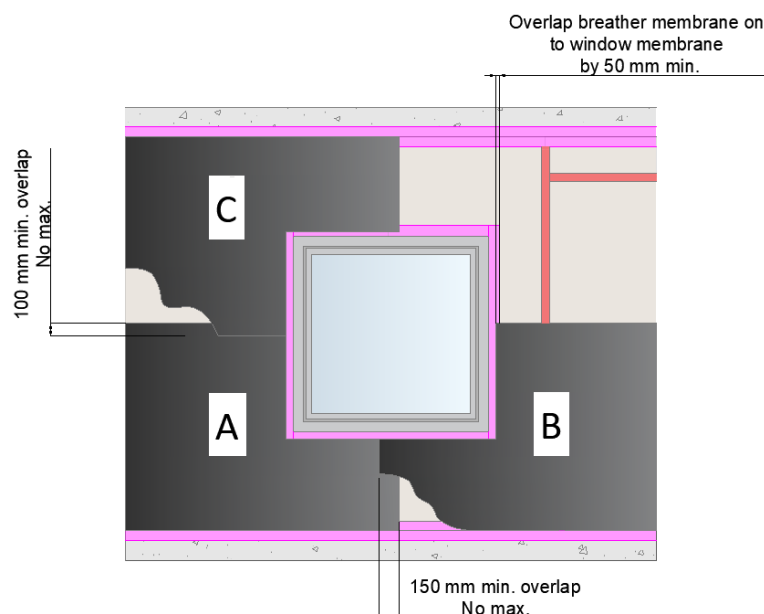 Overlap breather membrane on
to window membrane
by 50 mm min.
100 mm min. overlap
No max.
C
A
B
150 mm min. overlap
No max.